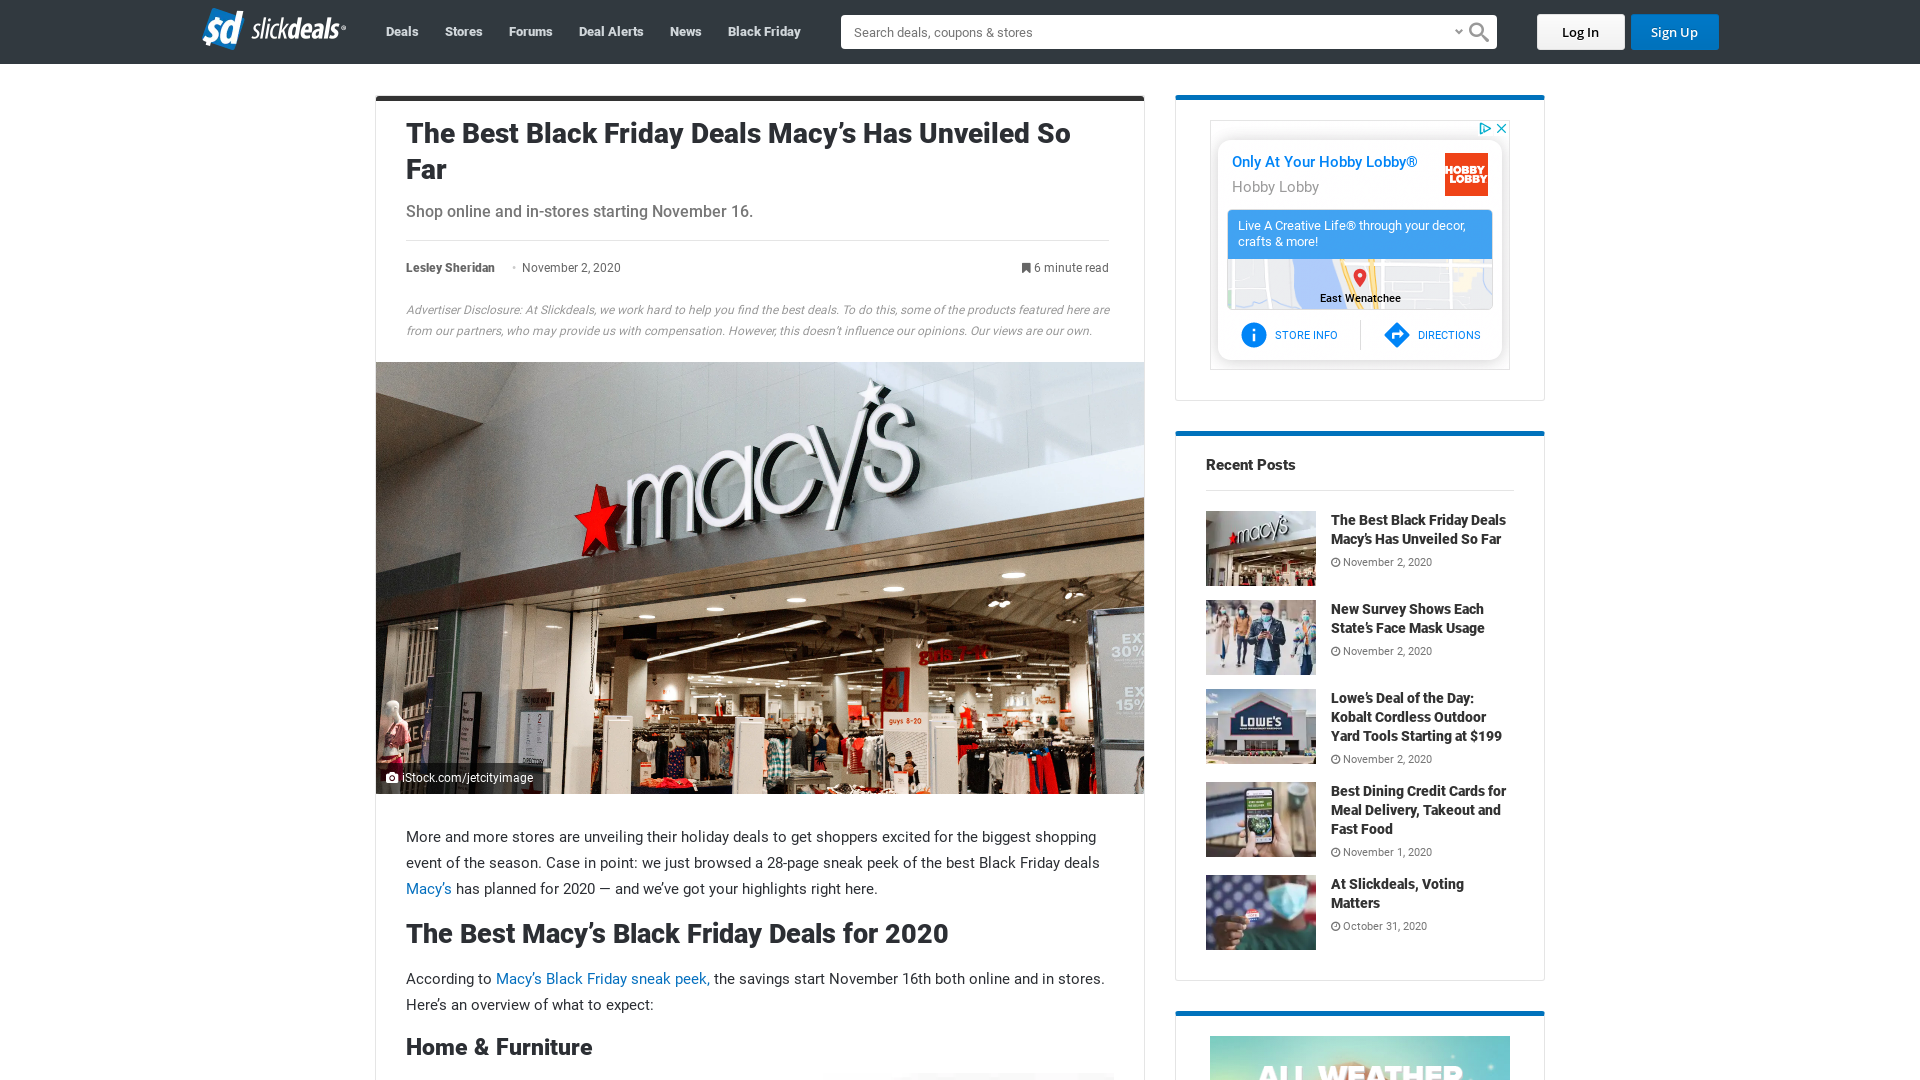 sd slickdeals
Deals
Stores
Forums
Deal Alerts
News
Black Friday
Search deals, coupons & stores
Log In
Sign Up
The Best Black Friday Deals Macy’s Has Unveiled So
Far
Shop online and in-stores starting November 16.
Lesley Sheridan • November 2, 2020
6 minute read
Advertiser Disclosure: At Slickdeals, we work hard to help you find the best deals. To do this, some of the products featured here are
from our partners, who may provide us with compensation. However, this doesn’t influence our opinions. Our views are our own.
macy's
girls 7-16
EX
30%
EX
15%
guys 8-20
DIRECTORY
iStock.com/jetcityimage
More and more stores are unveiling their holiday deals to get shoppers excited for the biggest shopping
event of the season. Case in point: we just browsed a 28-page sneak peek of the best Black Friday deals
Macy’s has planned for 2020 — and we’ve got your highlights right here.
The Best Macy’s Black Friday Deals for 2020
According to Macy’s Black Friday sneak peek, the savings start November 16th both online and in stores.
Here’s an overview of what to expect:
Home & Furniture
Only At Your Hobby Lobby®
Hobby Lobby
HOBBY
LOBBY
Live A Creative Life® through your decor,
crafts & more!
East Wenatchee
STORE INFO
DIRECTIONS
Recent Posts
macy's
The Best Black Friday Deals
Macy’s Has Unveiled So Far
November 2, 2020
New Survey Shows Each
State’s Face Mask Usage
November 2, 2020
LOWE'S
Lowe’s Deal of the Day:
Kobalt Cordless Outdoor
Yard Tools Starting at $199
November 2, 2020
Best Dining Credit Cards for
Meal Delivery, Takeout and
Fast Food
November 1, 2020
At Slickdeals, Voting
Matters
October 31, 2020
ALL WEATHER